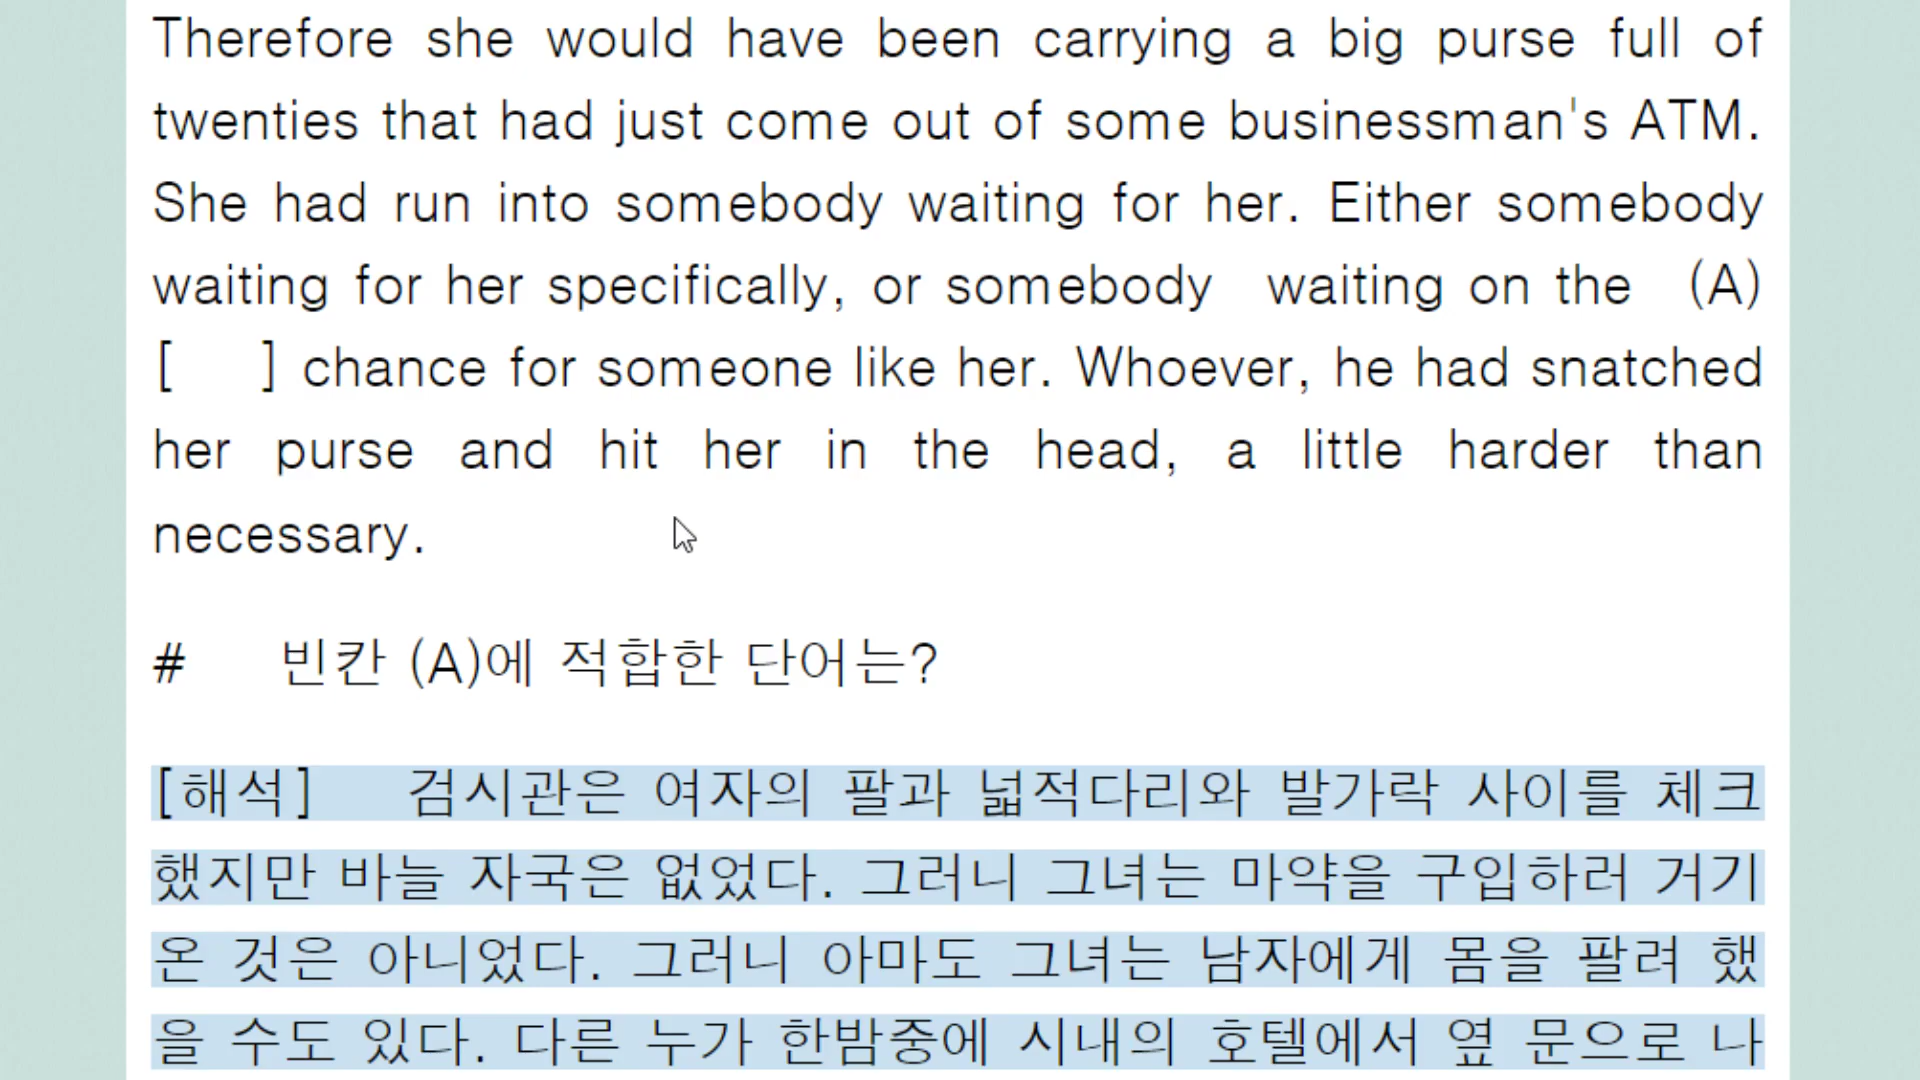 Therefore she would have been carrying a big purse full of
twenties that had just come out of some businessman's ATM.
She had run into somebody waiting for her. Either somebody
waiting for her specifically, or somebody waiting on the (A)
[ ] chance for someone like her. Whoever, he had snatched
her purse and hit her in the head, a little harder than
necessary.
# 빈칸 (A)에 적합한 단어는?
[해석] 검시관은 여자의 팔과 넓적다리와 발가락 사이를 체크
했지만 바늘 자국은 없었다. 그러니 그녀는 마약을 구입하러 거기
온 것은 아니었다. 그러니 아마도 그녀는 남자에게 몸을 팔려 했
을 수도 있다. 다른 누가 한밤중에 시내의 호텔에서 옆 문으로 나